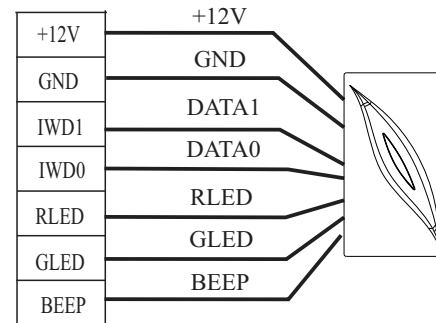 +12V +12V
GND GND
IWD1 DATA1
IWD0 DATA0
RLED RLED
GLED GLED
BEEP BEEP